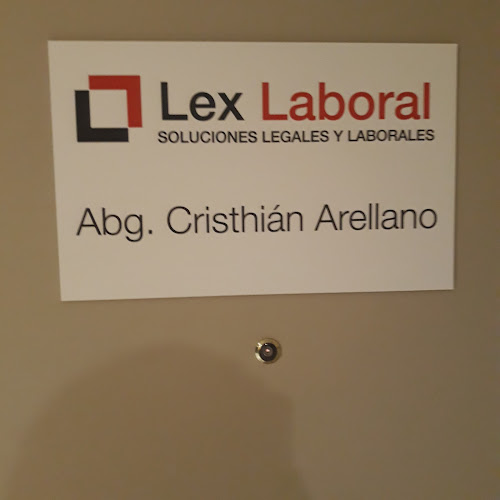 Lex Laboral
SOLUCIONES LEGALES Y LABORALES
Abg. Cristhián Arellano